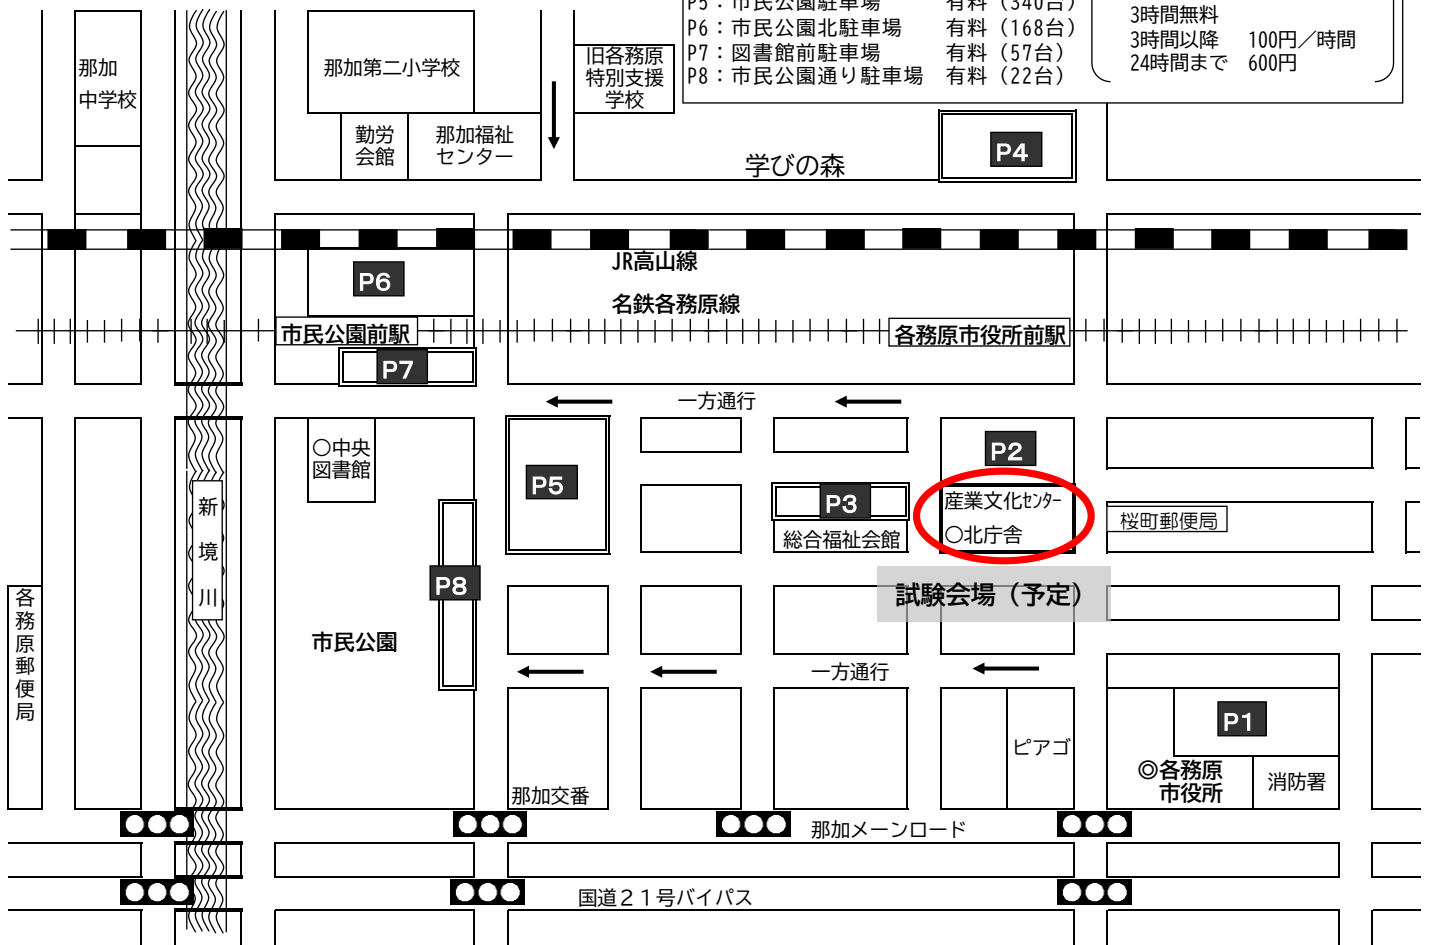 P5：市民公園駐車場　有料（340台）
P6：市民公園北駐車場　有料（168台）
P7：図書館前駐車場　有料（57台）
P8：市民公園通り駐車場　有料（22台）
3時間無料
3時間以降　100円／時間
24時間まで　600円
那加
中学校
那加第二小学校
旧各務原
特別支援
学校
勤労
会館
那加福祉
センター
学びの森
P4
JR高山線
P6
名鉄各務原線
市民公園前駅
各務原市役所前駅
P7
一方通行
〇中央
図書館
P5
P2
P3
産業文化ｾﾝﾀｰ
〇北庁舎
総合福祉会館
桜町郵便局
新境川
P8
試験会場（予定）
各務原郵便局
市民公園
一方通行
P1
ピアゴ
◎各務原
市役所
消防署
那加交番
那加メーンロード
国道２１号バイパス